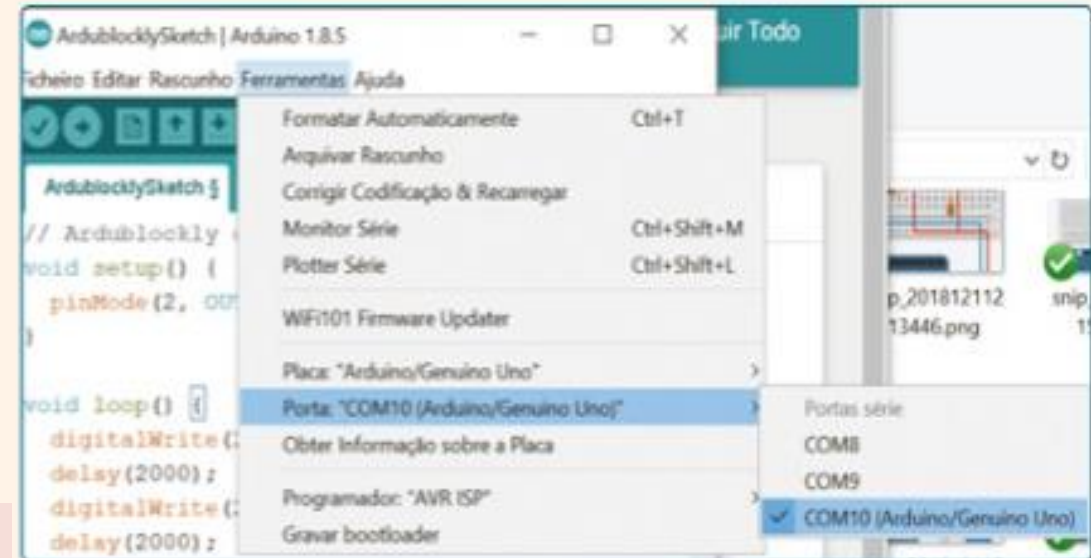 ArdublocklySketch | Arduino 1.8.5
uir Todo
Ficheiro Editar Rascunho Ferramentas Ajuda
Formatar Automaticamente Ctrl+T
Arquivar Rascunho
ArdublocklySketch §
Corrigir Codificação & Recarregar
// Ardublockly
Monitor Série Ctrl+Shift+M
void setup() {
Plotter Série Ctrl+Shift+L
pinMode(2, OU
p_201812112
snip
13446.png
WiFi101 Firmware Updater
}
Placa: "Arduino/Genuino Uno"
void loop() {
Porta: "COM10 (Arduino/Genuino Uno)"
Portas série
digitalWrite(
Obter Informação sobre a Placa
COM8
delay(2000);
COM9
digitalWrite(
Programador: "AVR ISP"
COM10 (Arduino/Genuino Uno)
delay(2000);
Gravar bootloader